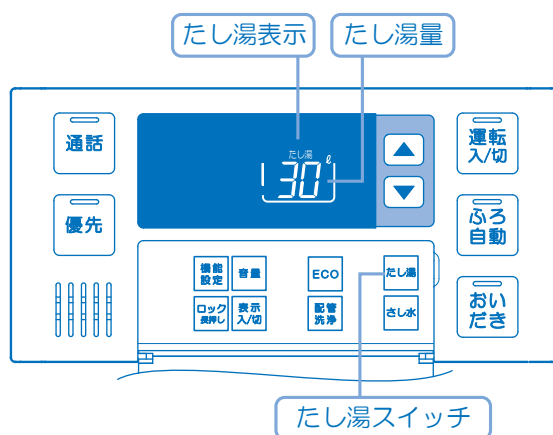 たし湯表示
たし湯量
通話
優先
たし湯
30ℓ
運転
入/切
ふろ
自動
おい
だき
機能
設定
音量
ECO
たし湯
ロック
長押し
表示
入/切
配管
洗浄
さし水
たし湯スイッチ